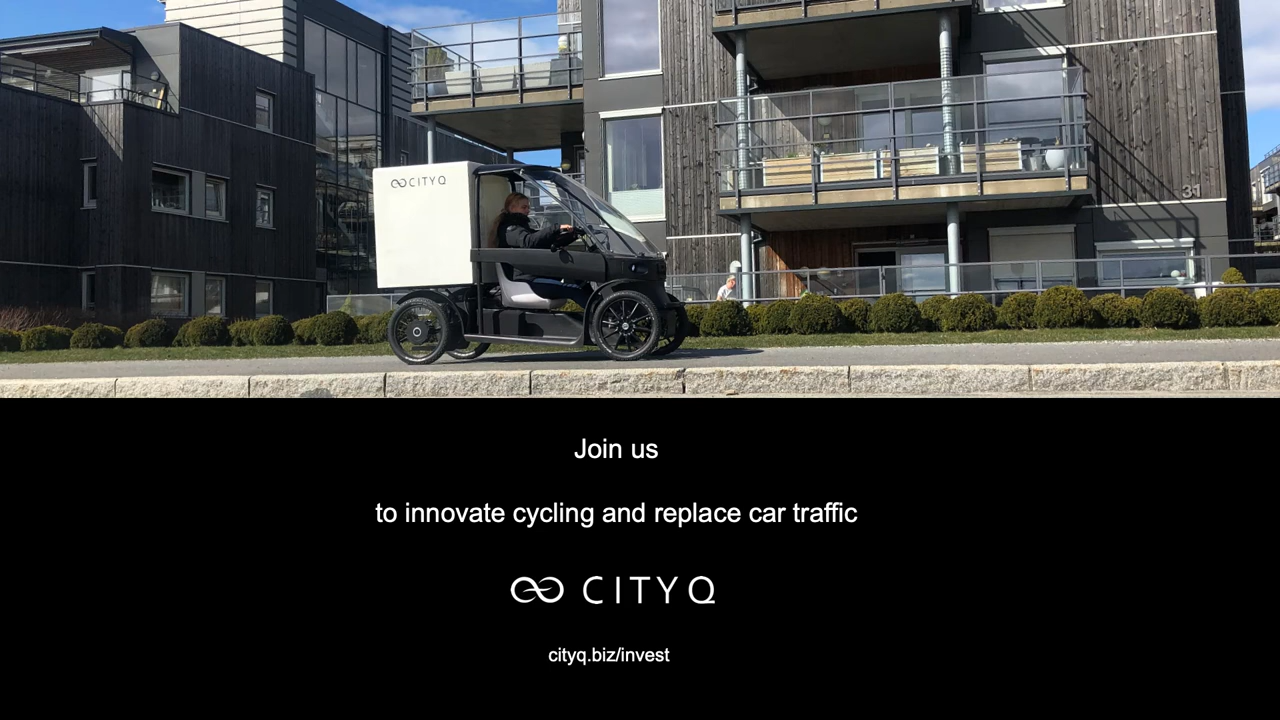 CITYQ
31
Join us
to innovate cycling and replace car traffic
CITYQ
cityq.biz/invest